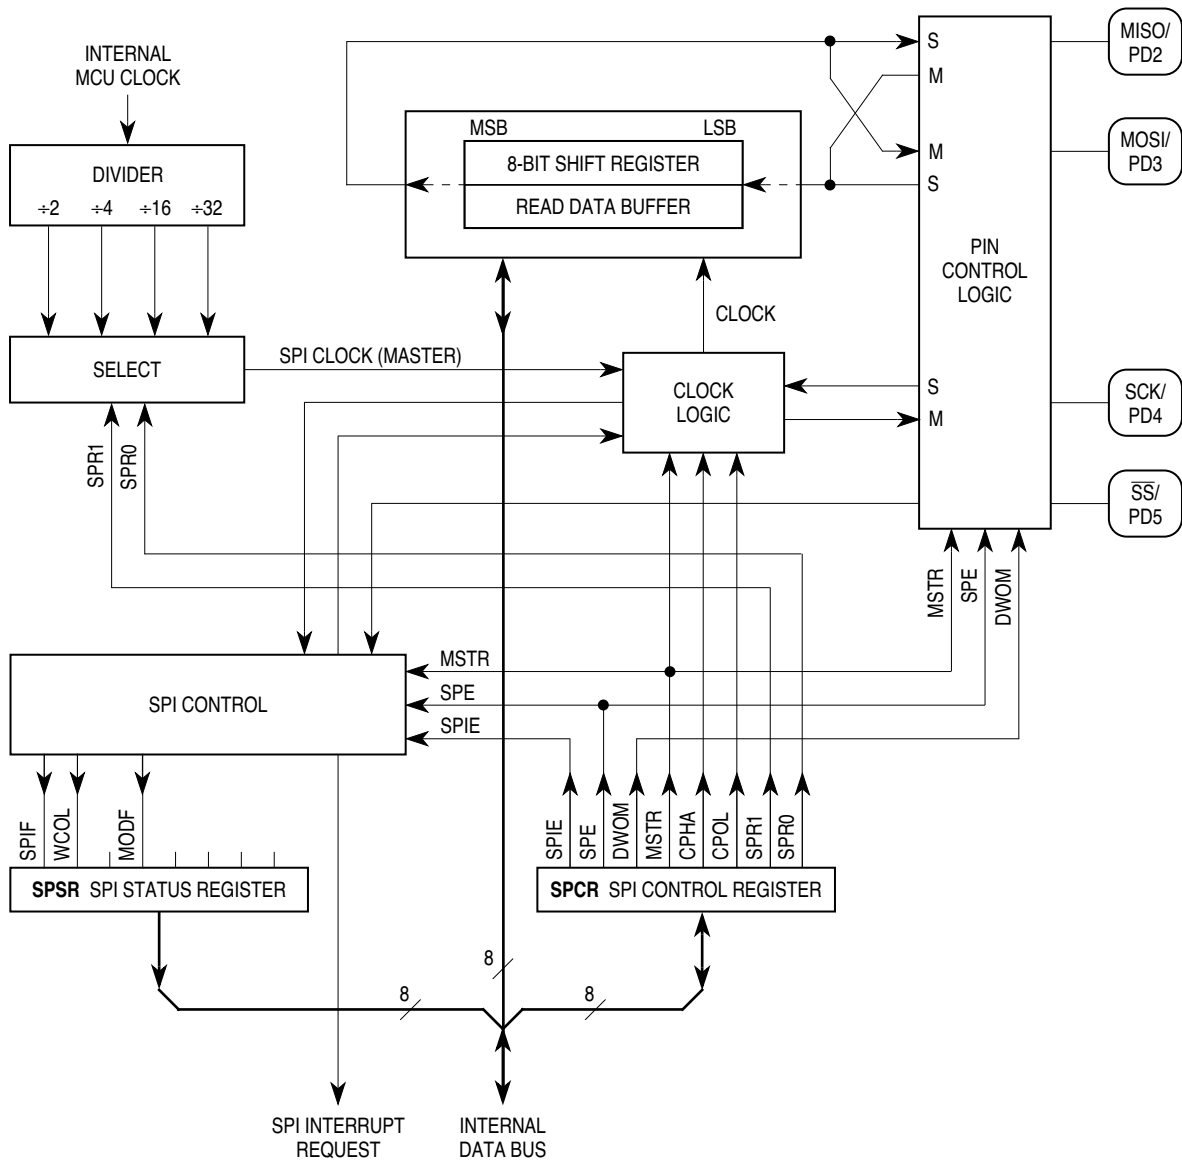 INTERNAL
MCU CLOCK
DIVIDER
÷2 ÷4 ÷16 ÷32
SELECT
SPR1
SPR0
SPI CLOCK (MASTER)
MSB LSB
8-BIT SHIFT REGISTER
READ DATA BUFFER
CLOCK
CLOCK
LOGIC
S
M
M
S
PIN
CONTROL
LOGIC
S
M
MISO/
PD2
MOSI/
PD3
SCK/
PD4
S̅S̅/
PD5
MSTR
SPE
DWOM
SPI CONTROL
MSTR
SPE
SPIE
SPIF
WCOL
MODF
SPSR SPI STATUS REGISTER
SPIE
SPE
DWOM
MSTR
CPHA
CPOL
SPR1
SPR0
SPCR SPI CONTROL REGISTER
8
8
8
SPI INTERRUPT
REQUEST
INTERNAL
DATA BUS